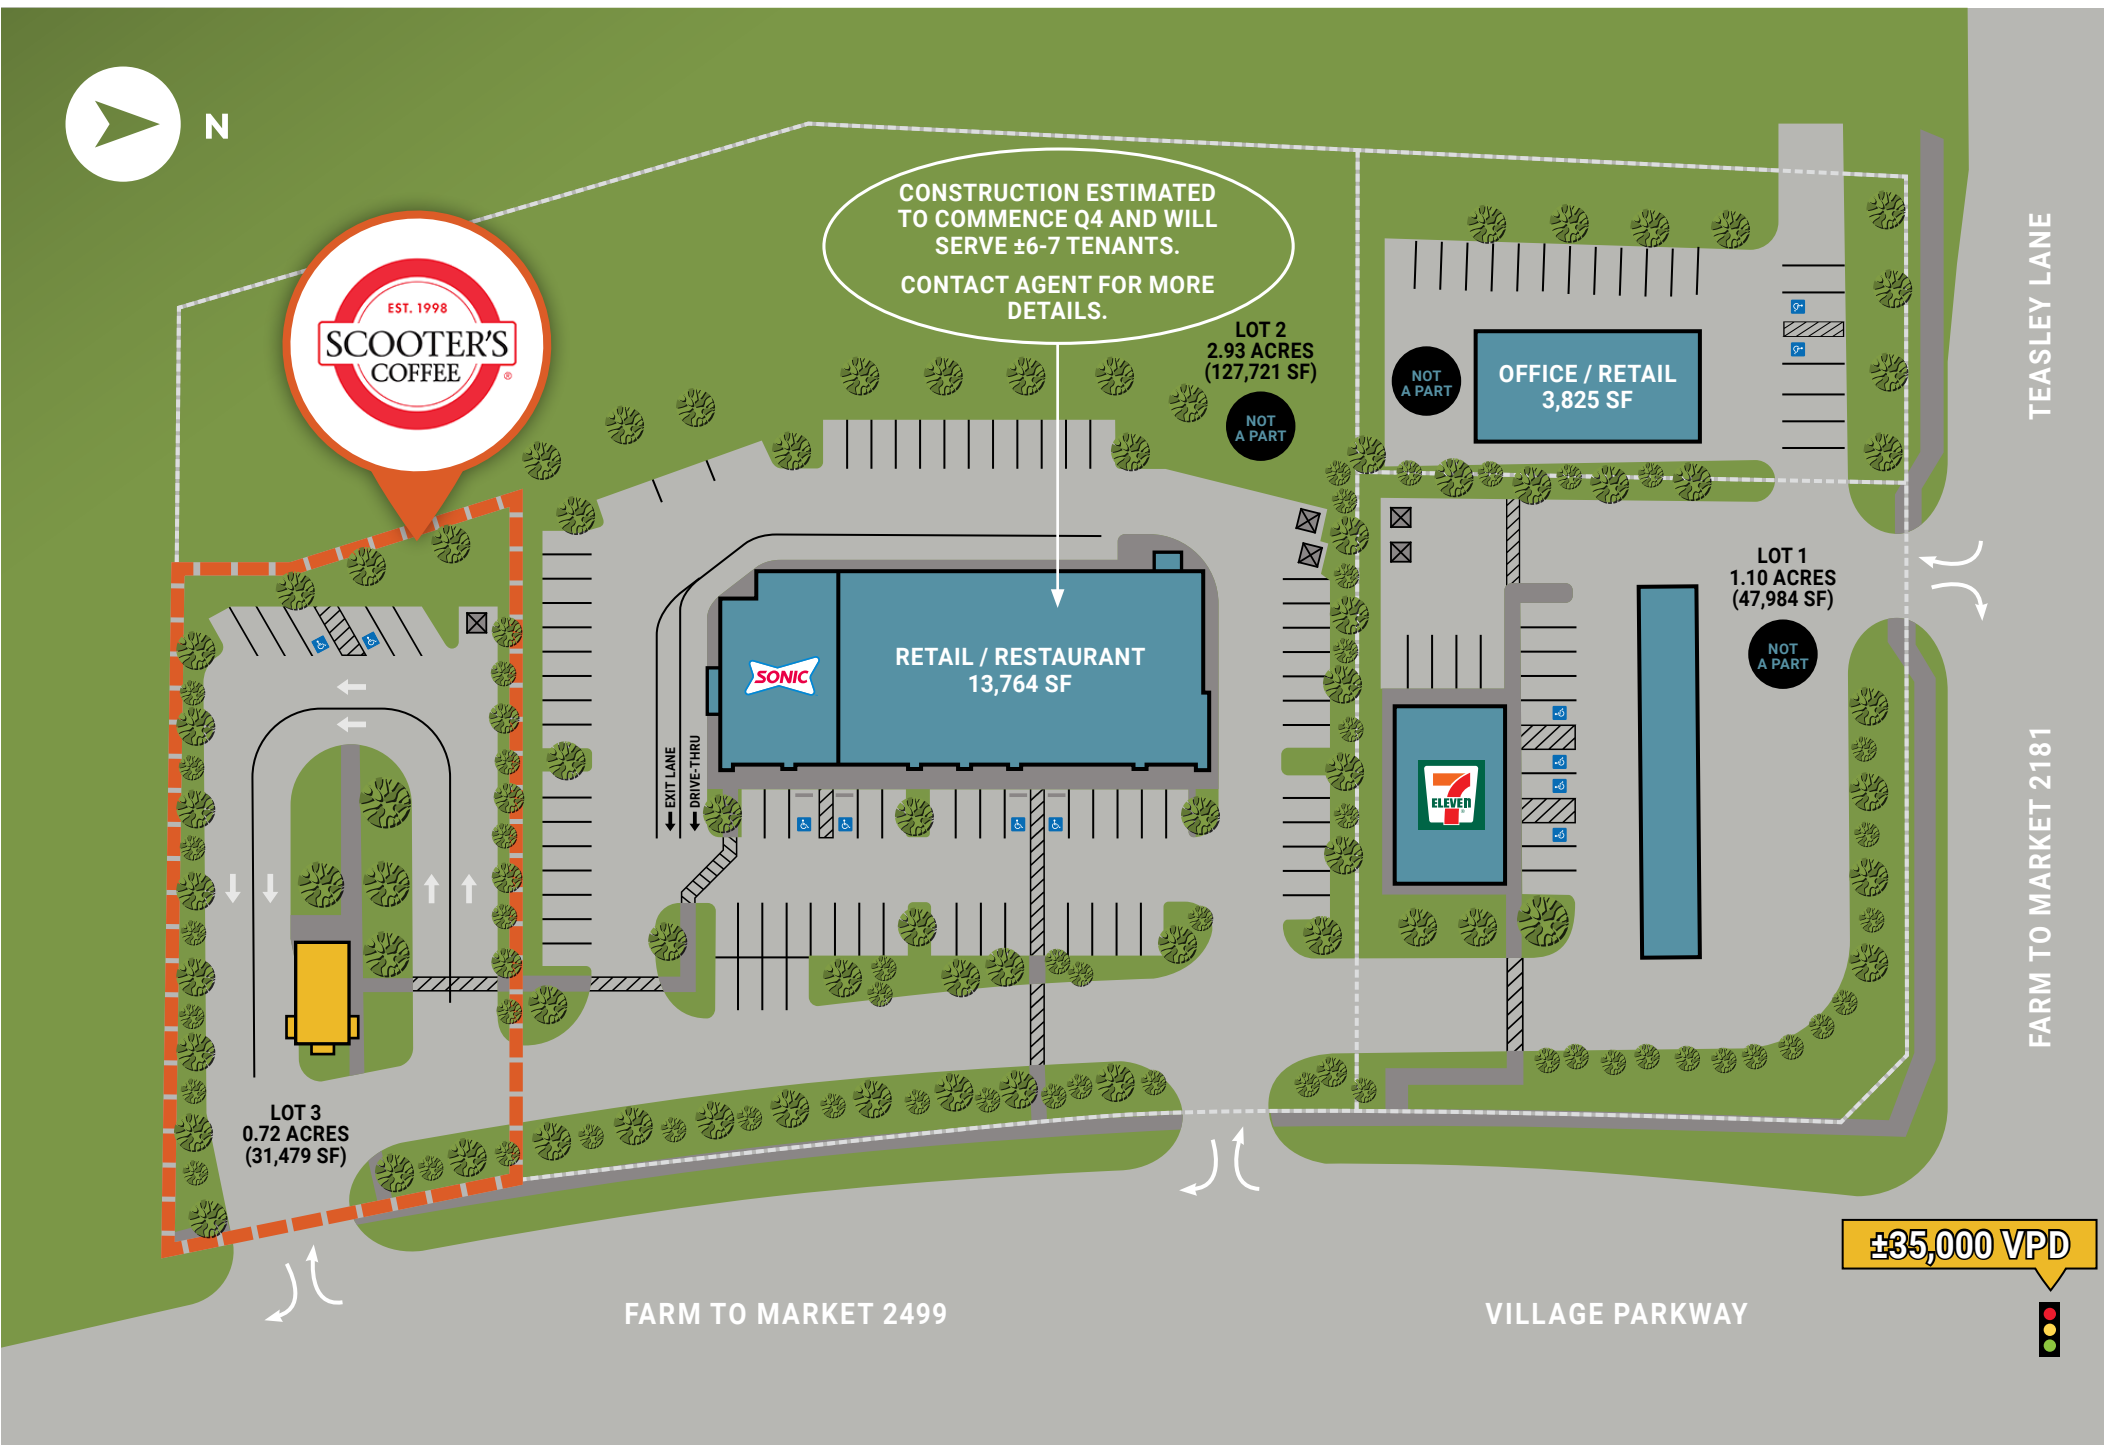 N
CONSTRUCTION ESTIMATED
TO COMMENCE Q4 AND WILL
SERVE ±6-7 TENANTS.
CONTACT AGENT FOR MORE
DETAILS.
EST. 1998
SCOOTER'S
COFFEE
®
LOT 2
2.93 ACRES
(127,721 SF)
NOT
A PART
NOT
A PART
OFFICE / RETAIL
3,825 SF
TEASLEY LANE
LOT 1
1.10 ACRES
(47,984 SF)
NOT
A PART
SONIC
RETAIL / RESTAURANT
13,764 SF
EXIT LANE
DRIVE-THRU
7
ELEVEN
FARM TO MARKET 2181
LOT 3
0.72 ACRES
(31,479 SF)
±35,000 VPD
FARM TO MARKET 2499
VILLAGE PARKWAY